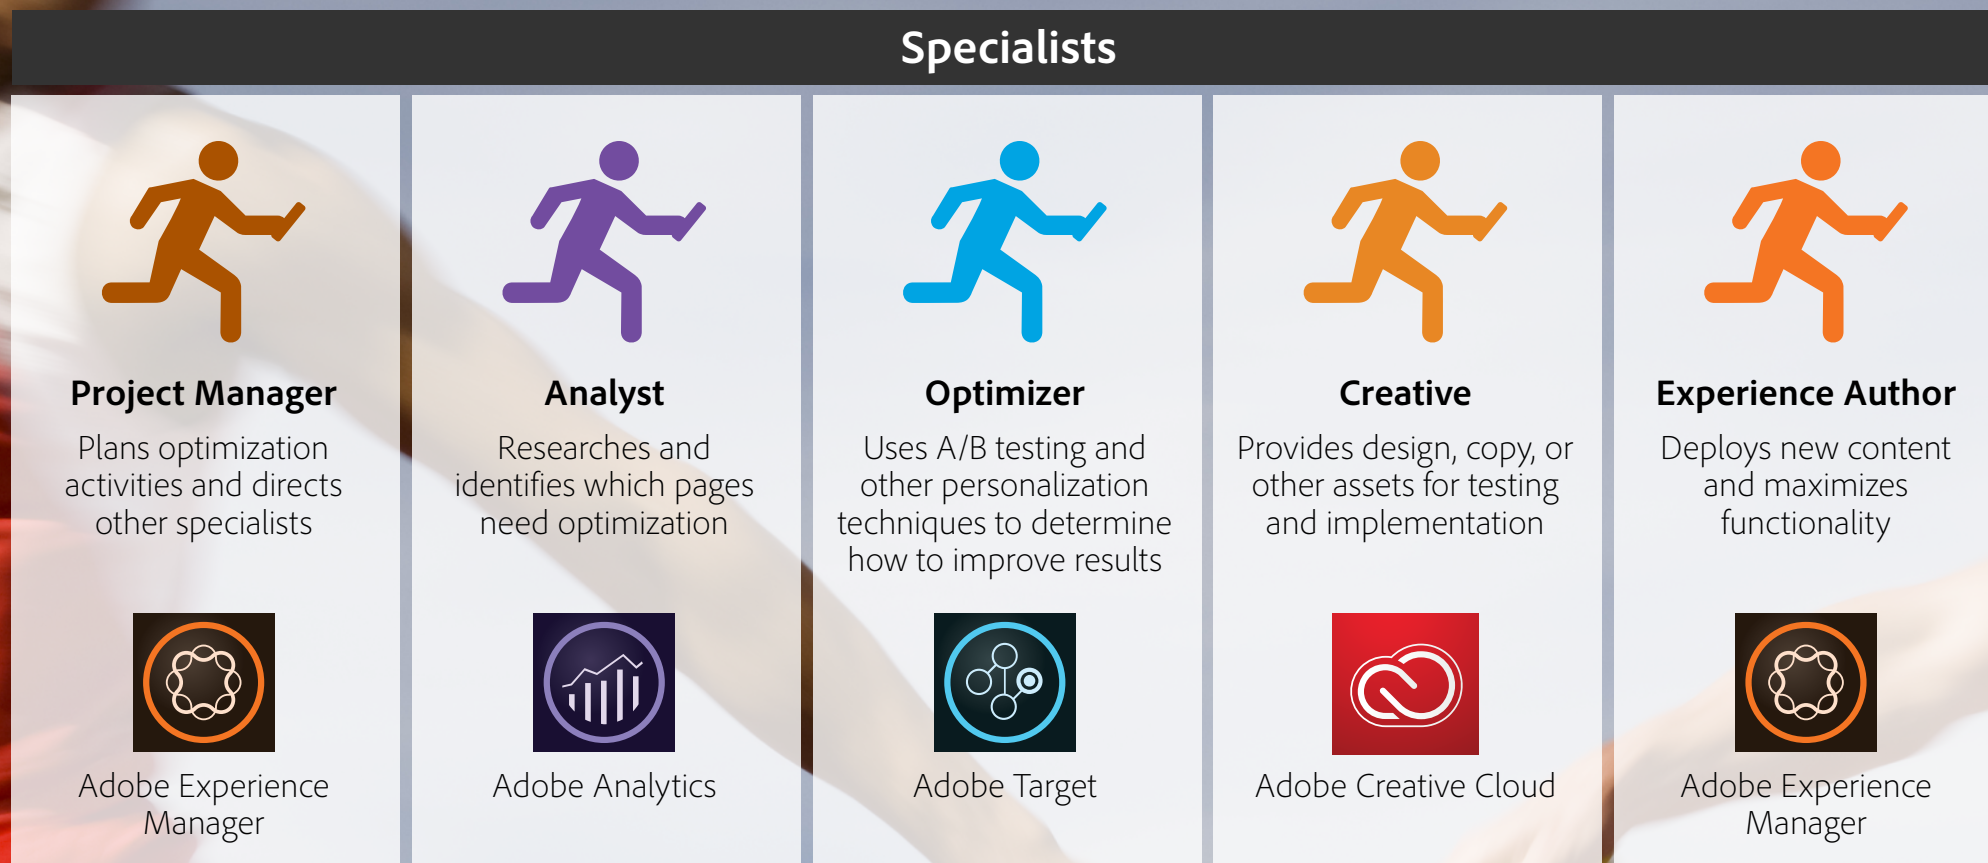 Specialists
Project Manager
Plans optimization
activities and directs
other specialists
Adobe Experience
Manager
Analyst
Researches and
identifies which pages
need optimization
Adobe Analytics
Optimizer
Uses A/B testing and
other personalization
techniques to determine
how to improve results
Adobe Target
Creative
Provides design, copy, or
other assets for testing
and implementation
Adobe Creative Cloud
Experience Author
Deploys new content
and maximizes
functionality
Adobe Experience
Manager